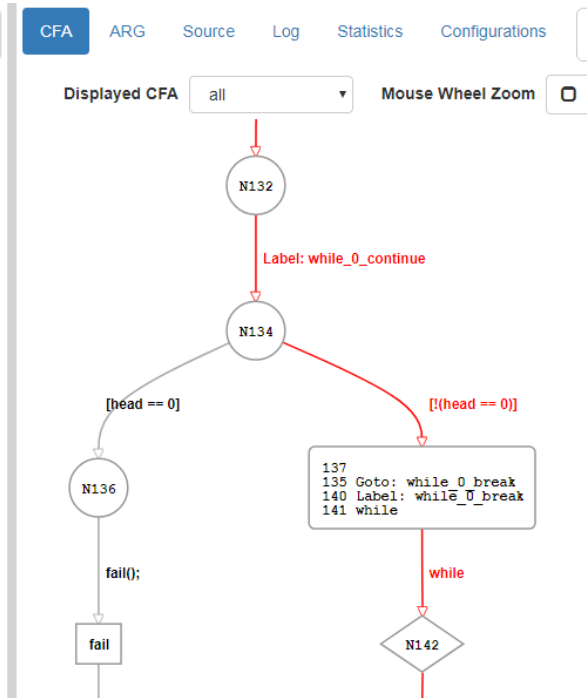 CFA ARG Source Log Statistics Configurations
Displayed CFA all Mouse Wheel Zoom
N132
Label: while_0_continue
N134
[head == 0] [!(head == 0)]
137
135 Goto: while_0_break
140 Label: while_0_break
141 while
N136
fail(); while
fail
N142